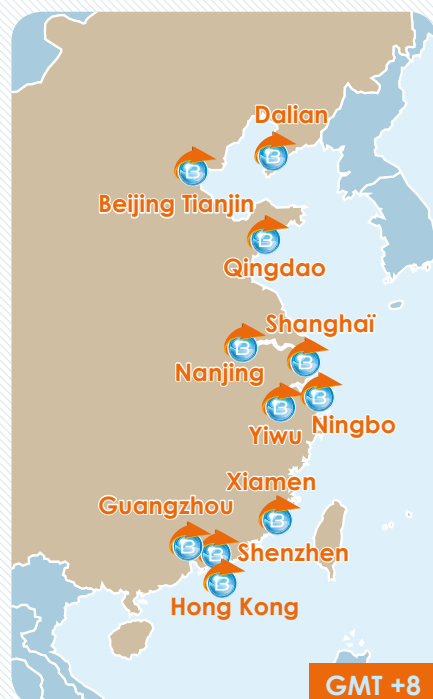 Dalian
Beijing Tianjin
Qingdao
Shanghaï
Nanjing
Ningbo
Yiwu
Xiamen
Guangzhou
Shenzhen
Hong Kong
GMT +8